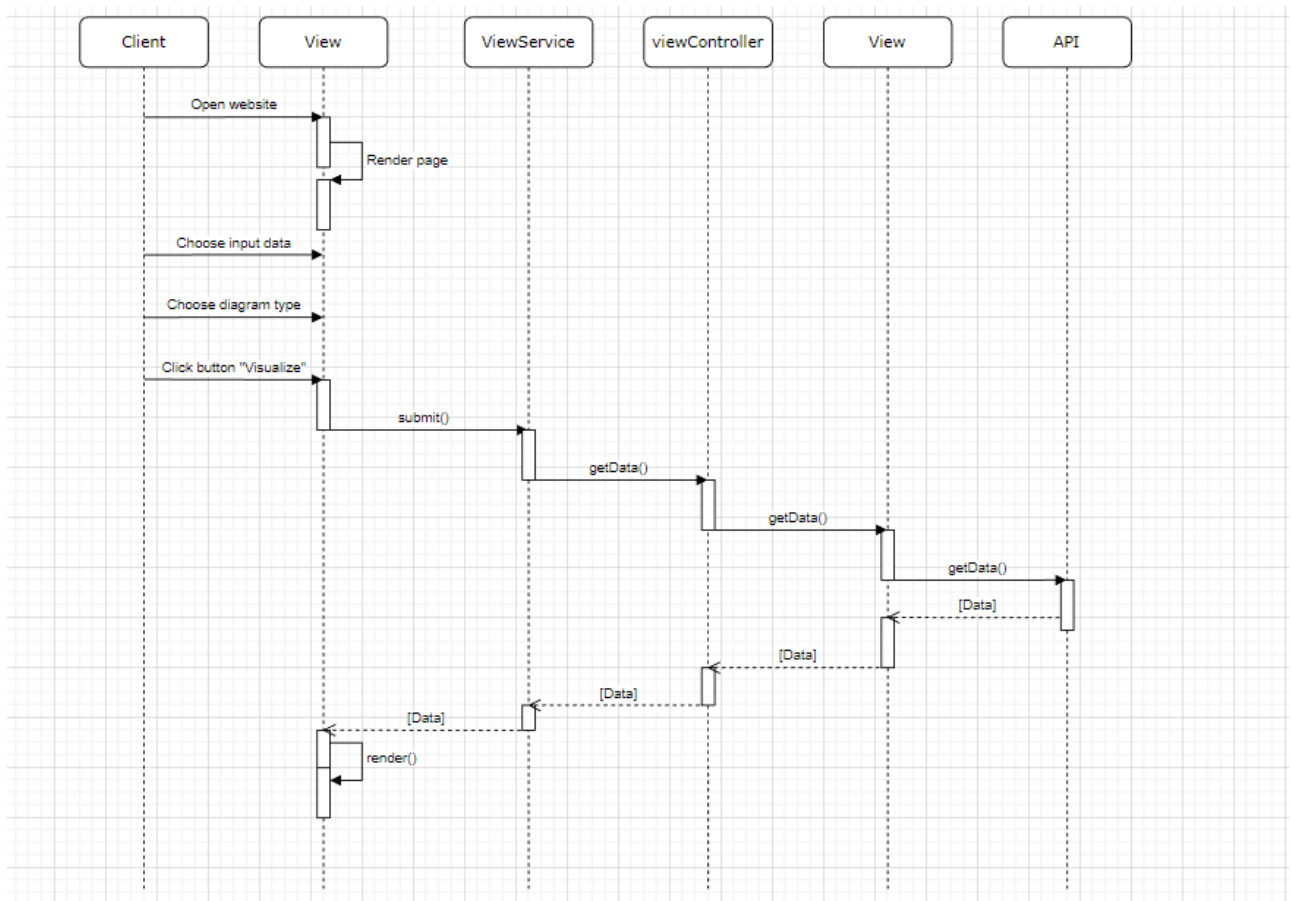 Client
View
ViewService
viewController
View
API
Open website
Render page
Choose input data
Choose diagram type
Click button "Visualize"
submit()
getData()
getData()
getData()
[Data]
[Data]
[Data]
[Data]
render()